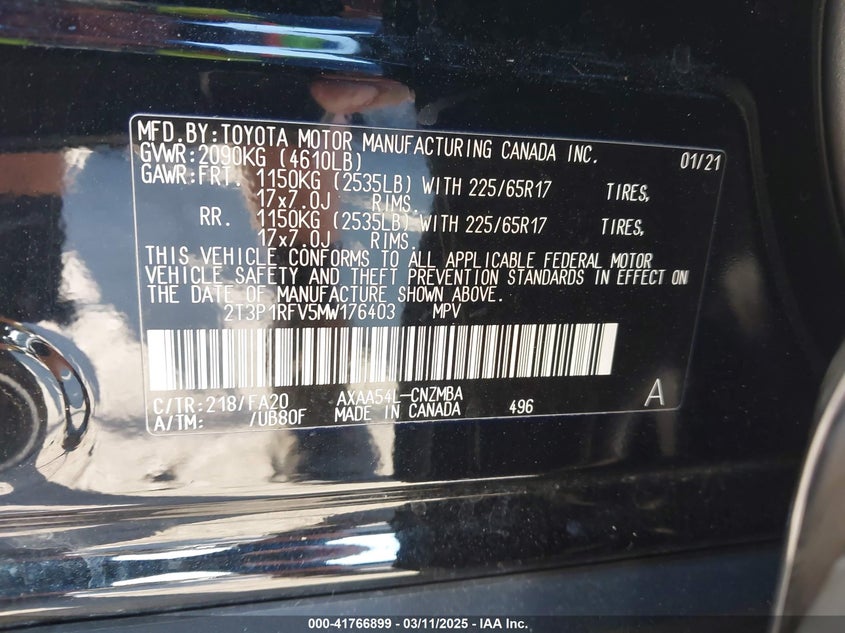 MFD.BY:TOYOTA MOTOR MANUFACTURING CANADA INC. 01/21
GVWR:2090KG (4610LB)
GAWR:FRT. 1150KG (2535LB) WITH 225/65R17 TIRES,
17x7.0J RIMS.
RR. 1150KG (2535LB) WITH 225/65R17 TIRES,
17x7.0J RIMS.
THIS VEHICLE CONFORMS TO ALL APPLICABLE FEDERAL MOTOR
VEHICLE SAFETY AND THEFT PREVENTION STANDARDS IN EFFECT ON
THE DATE OF MANUFACTURE SHOWN ABOVE.
2T3P1RFV5MW176403 MPV
C/TR:218/FA20 AXAA54L-CNZMBA
A/TM: /UB80F MADE IN CANADA 496 A
000-41766899 / 03/11/2025 - IAA Inc.